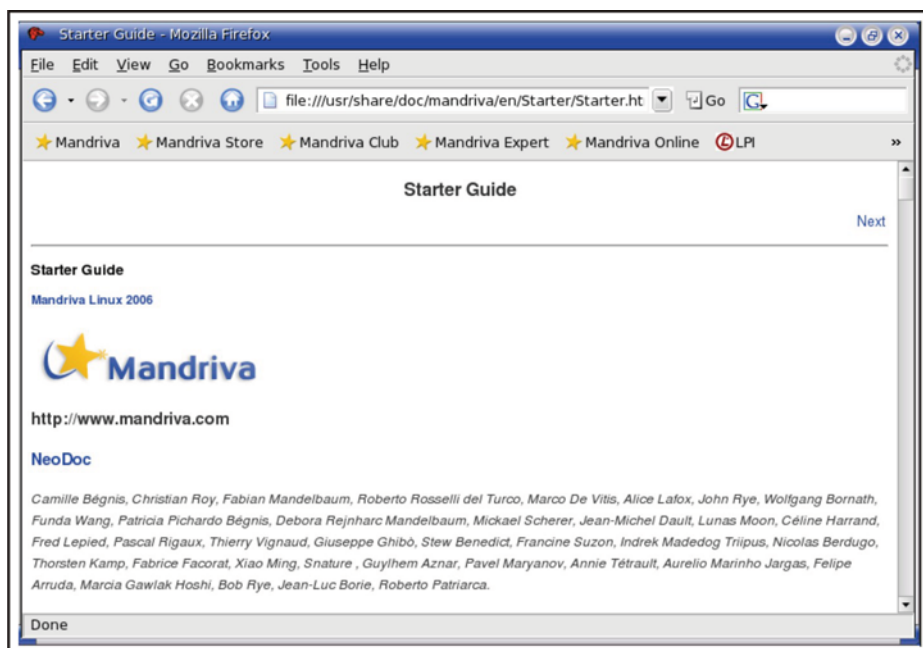 Starter Guide - Mozilla Firefox
File Edit View Go Bookmarks Tools Help
file:///usr/share/doc/mandriva/en/Starter/Starter.ht Go G
Mandriva Mandriva Store Mandriva Club Mandriva Expert Mandriva Online L LPI »
Starter Guide
Next
Starter Guide
Mandriva Linux 2006
Mandriva
http://www.mandriva.com
NeoDoc
Camille Bégnis, Christian Roy, Fabian Mandelbaum, Roberto Rosselli del Turco, Marco De Vitis, Alice Lafox, John Rye, Wolfgang Bornath,
Funda Wang, Patricia Pichardo Bégnis, Debora Rejnharc Mandelbaum, Mickael Scherer, Jean-Michel Dault, Lunas Moon, Céline Harrand,
Fred Lepied, Pascal Rigaux, Thierry Vignaud, Giuseppe Ghibò, Stew Benedict, Francine Suzon, Indrek Madedog Triipus, Nicolas Berdugo,
Thorsten Kamp, Fabrice Facorat, Xiao Ming, Snature , Guylhem Aznar, Pavel Maryanov, Annie Tétrault, Aurelio Marinho Jargas, Felipe
Arruda, Marcia Gawlak Hoshi, Bob Rye, Jean-Luc Borie, Roberto Patriarca.
Done